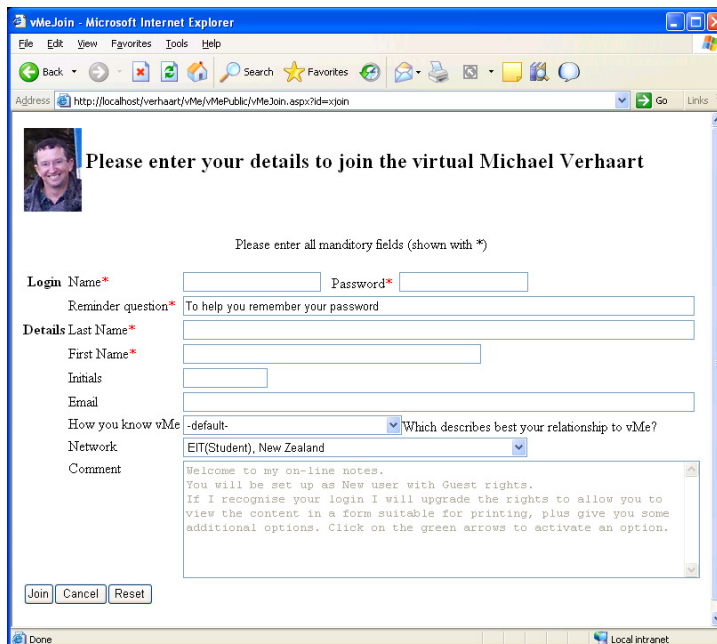 vMeJoin - Microsoft Internet Explorer
File Edit View Favorites Tools Help
Back Search Favorites
Address http://localhost/verhaart/vMe/vMePublic/vMeJoin.aspx?id=xjoin Go Links
Please enter your details to join the virtual Michael Verhaart
Please enter all manditory fields (shown with *)
Login Name* Password*
Reminder question* To help you remember your password
Details Last Name*
First Name*
Initials
Email
How you know vMe -default- Which describes best your relationship to vMe?
Network EIT(Student), New Zealand
Comment Welcome to my on-line notes.
You will be set up as New user with Guest rights.
If I recognise your login I will upgrade the rights to allow you to
view the content in a form suitable for printing, plus give you some
additional options. Click on the green arrows to activate an option.
Join Cancel Reset
Done Local intranet